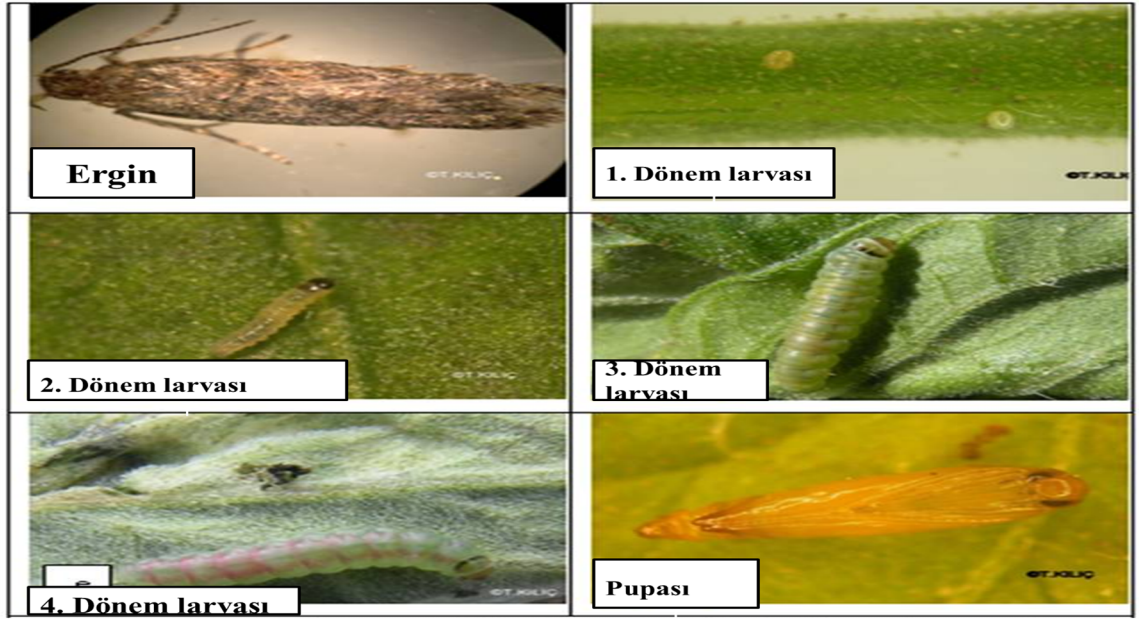 Ergin
©T.KILIÇ
1. Dönem larvası
©T.KILIÇ
2. Dönem larvası
©T.KILIÇ
3. Dönem
larvası
4. Dönem larvası
©T.KILIÇ
Pupası
©T.KILIÇ